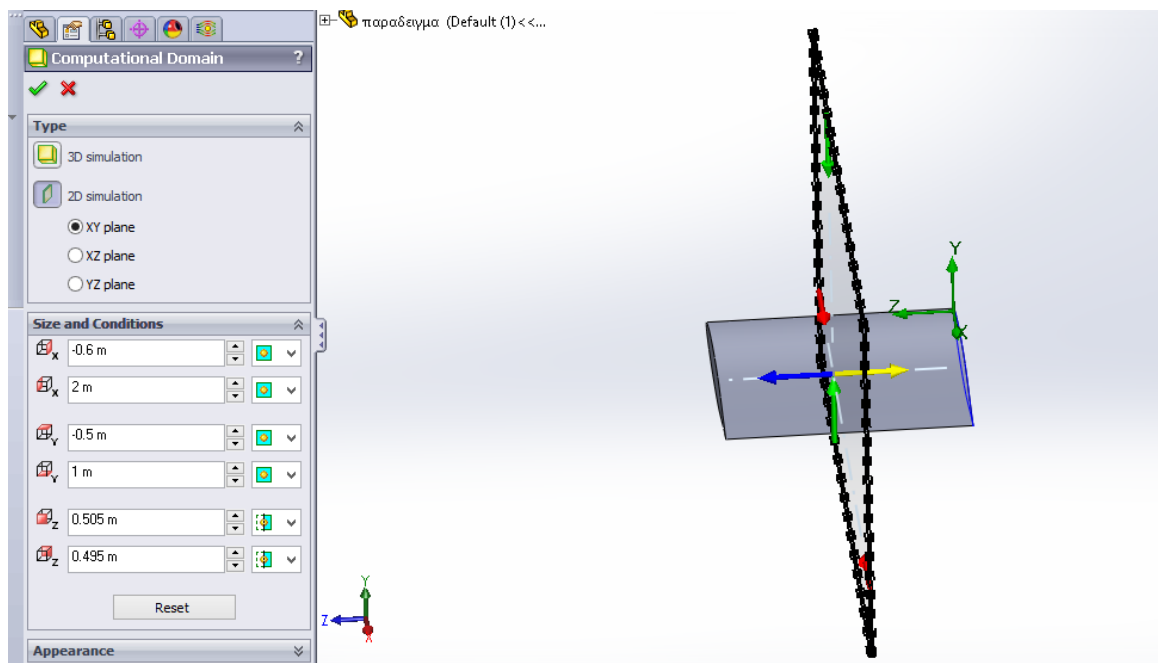 παραδειγμα (Default (1)<<...
Computational Domain ?
Type
3D simulation
2D simulation
XY plane
XZ plane
YZ plane
Size and Conditions
X -0.6 m
X 2 m
Y -0.5 m
Y 1 m
Z 0.505 m
Z 0.495 m
Reset
Appearance
Y
Z
X
Y
Z
X